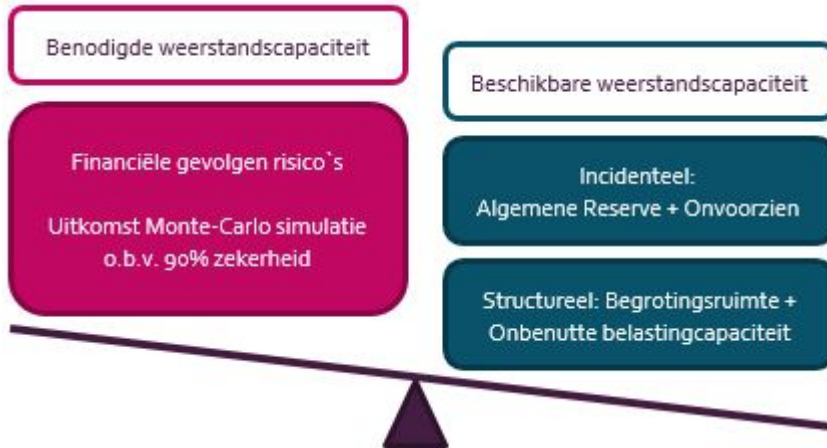 Benodigde weerstandscapaciteit
Financiële gevolgen risico`s
Uitkomst Monte-Carlo simulatie
o.b.v. 90% zekerheid
Beschikbare weerstandscapaciteit
Incidenteel:
Algemene Reserve + Onvoorzien
Structureel: Begrotingsruimte +
Onbenutte belastingcapaciteit